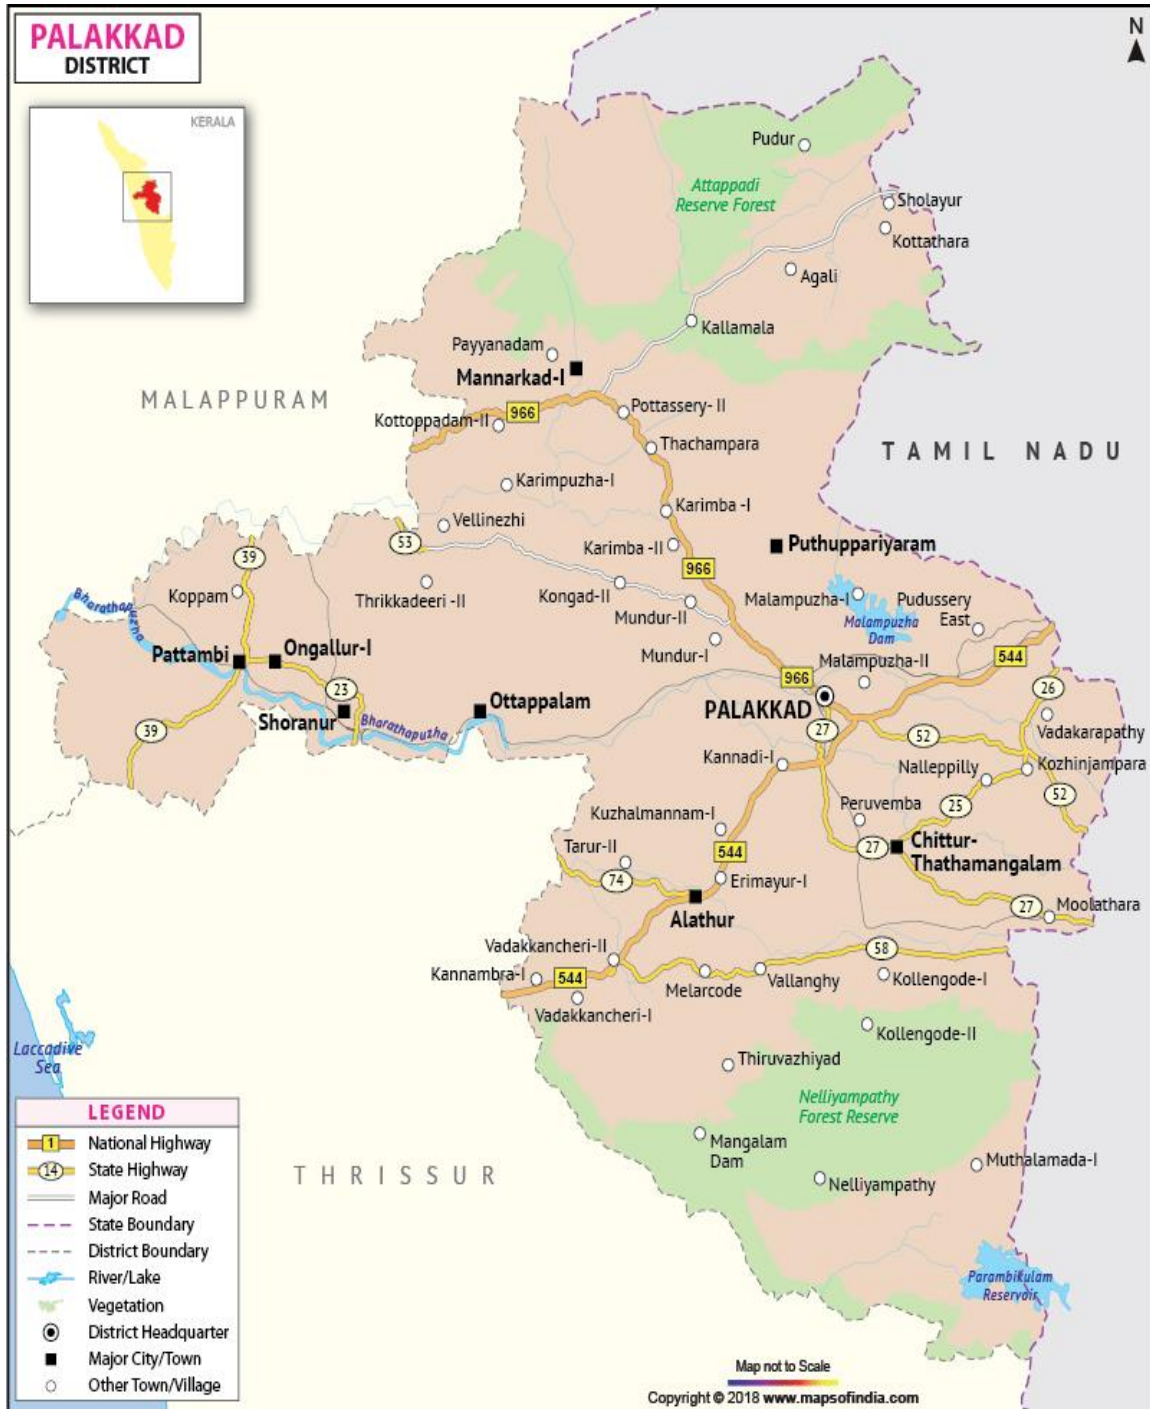 PALAKKAD
DISTRICT
N
KERALA
Pudur
Attappadi
Reserve Forest
Sholayur
Kottathara
Agali
Kallamala
Payyanadam
Mannarkad-I
MALAPPURAM
966
Pottassery- II
Kottoppadam-II
Thachampara
TAMIL NADU
Karimpuzha-I
Karimba -I
Vellinezhi
53
39
Karimba -II
Puthuppariyaram
966
Koppam
Thrikkadeeri -II
Kongad-II
Malampuzha-I
Pudussery
East
Bharathapuzha
Mundur-II
Malampuzha
Dam
Pattambi
Ongallur-I
Mundur-I
Malampuzha-II
544
966
23
26
Ottappalam
PALAKKAD
Shoranur
Bharathapuzha
39
27
52
Vadakarapathy
Kannadi-I
Nalleppilly
Kozhinjampara
52
Peruvemba
25
Kuzhalmannam-I
Tarur-II
544
27
Chittur-
Thathamangalam
74
Erimayur-I
27
Moolathara
Alathur
Vadakkancheri-II
58
Kannambra-I
544
Melarcode
Vallanghy
Kollengode-I
Vadakkancheri-I
Kollengode-II
Laccadive
Sea
Thiruvazhiyad
Nelliyampathy
Forest Reserve
Mangalam
Dam
THRISSUR
Muthalamada-I
Nelliyampathy
Parambikulam
Reservoir
LEGEND
1 National Highway
14 State Highway
Major Road
State Boundary
District Boundary
River/Lake
Vegetation
District Headquarter
Major City/Town
Other Town/Village
Map not to Scale
Copyright © 2018 www.mapsofindia.com